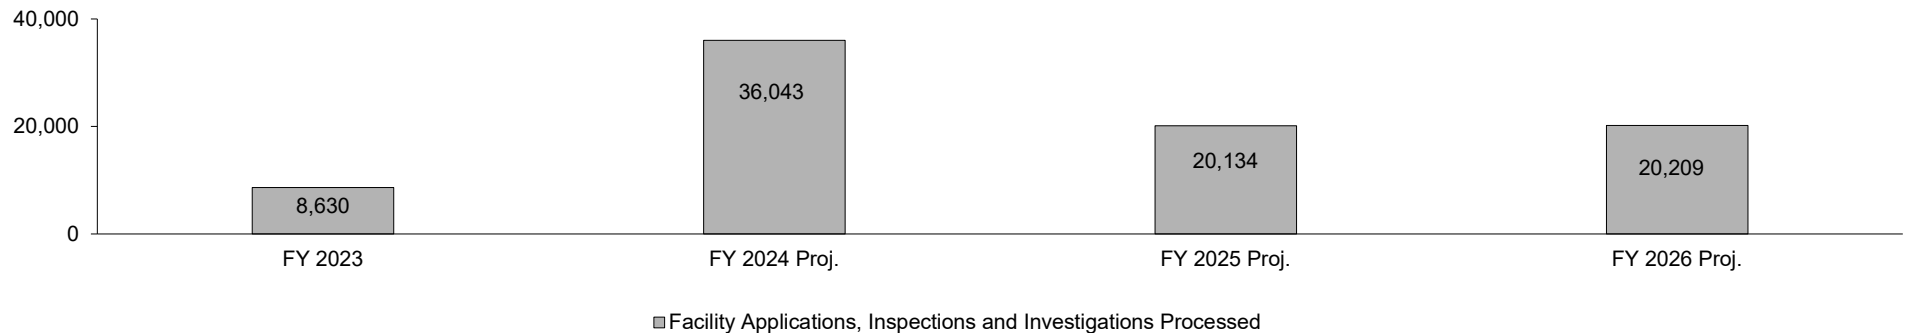 40,000
36,043
20,000
20,134
20,209
8,630
0
FY 2023
FY 2024 Proj.
FY 2025 Proj.
FY 2026 Proj.
Facility Applications, Inspections and Investigations Processed